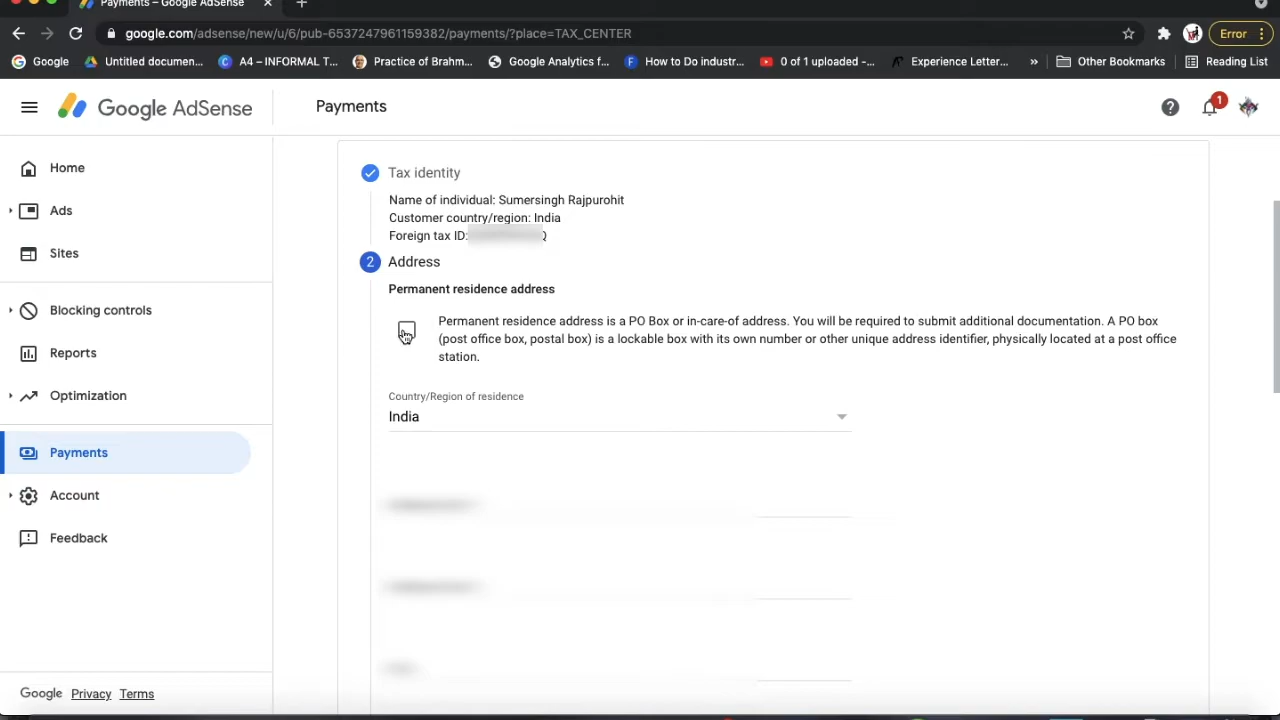 Payments – Google AdSense
google.com/adsense/new/u/6/pub-6537247961159382/payments/?place=TAX_CENTER
Error
Google
Untitled documen...
A4 – INFORMAL T...
Practice of Brahm...
Google Analytics f...
How to Do industr...
0 of 1 uploaded -...
Experience Letter...
»
Other Bookmarks
Reading List
Google AdSense
Payments
1
Home
Ads
Sites
Blocking controls
Reports
Optimization
Payments
Account
Feedback
Google Privacy Terms
Tax identity
Name of individual: Sumersingh Rajpurohit
Customer country/region: India
Foreign tax ID:
2 Address
Permanent residence address
Permanent residence address is a PO Box or in-care-of address. You will be required to submit additional documentation. A PO box
(post office box, postal box) is a lockable box with its own number or other unique address identifier, physically located at a post office
station.
Country/Region of residence
India